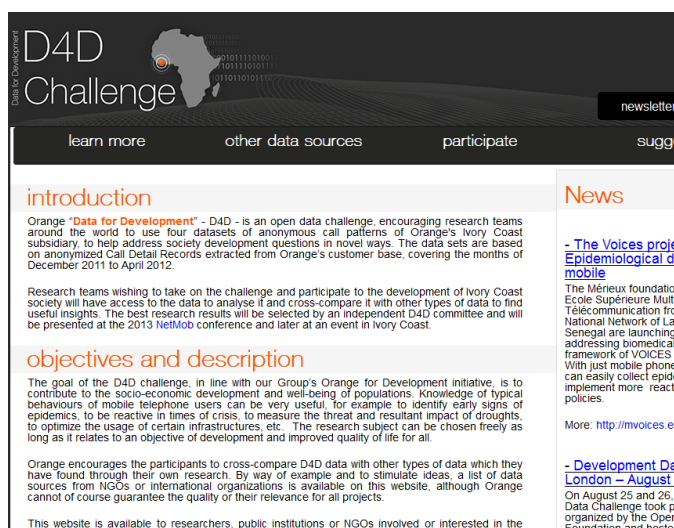 Data for Development
D4D
Challenge
newsletter
learn more
other data sources
participate
introduction
Orange "Data for Development" - D4D - is an open data challenge, encouraging research teams
around the world to use four datasets of anonymous call patterns of Orange's Ivory Coast
subsidiary, to help address society development questions in novel ways. The data sets are based
on anonymized Call Detail Records extracted from Orange's customer base, covering the months of
December 2011 to April 2012.
Research teams wishing to take on the challenge and participate to the development of Ivory Coast
society will have access to the data to analyse it and cross-compare it with other types of data to find
useful insights. The best research results will be selected by an independent D4D committee and will
be presented at the 2013 NetMob conference and later at an event in Ivory Coast.
objectives and description
The goal of the D4D challenge, in line with our Group's Orange for Development initiative, is to
contribute to the socio-economic development and well-being of populations. Knowledge of typical
behaviours of mobile telephone users can be very useful, for example to identify early signs of
epidemics, to be reactive in times of crisis, to measure the threat and resultant impact of droughts,
to optimize the usage of certain infrastructures, etc. The research subject can be chosen freely as
long as it relates to an objective of development and improved quality of life for all.
Orange encourages the participants to cross-compare D4D data with other types of data which they
have found through their own research. By way of example and to stimulate ideas, a list of data
sources from NGOs or international organizations is available on this website, although Orange
cannot of course guarantee the quality or their relevance for all projects.
This website is available to researchers, public institutions or NGOs involved or interested in the
News
- The Voices proje
Epidemiological d
mobile
The Mérieux foundatio
Ecole Supérieure Mult
Télécommunication fro
National Network of La
Senegal are launching
addressing biomedical
framework of VOICES
With just mobile phone
can easily collect epid
implement more react
policies.
More: http://mvoices.e
- Development Da
London – August
On August 25 and 26,
Data Challenge took p
organized by the Ope